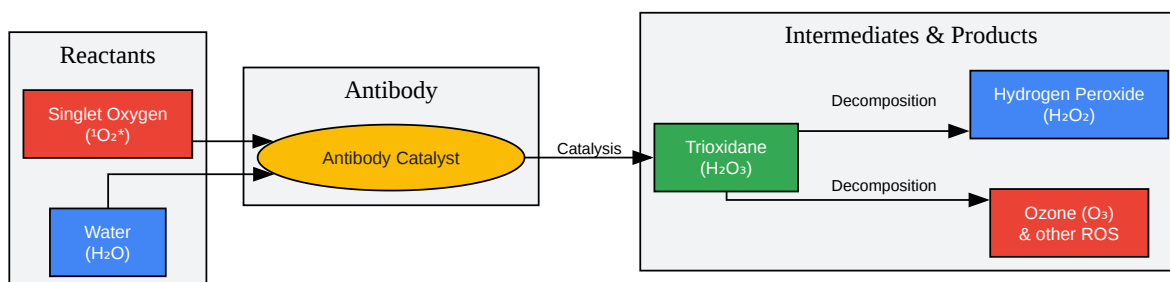 Reactants
Singlet Oxygen
(¹O₂*)
Water
(H₂O)
Antibody
Antibody Catalyst
Catalysis
Intermediates & Products
Trioxidane
(H₂O₃)
Decomposition
Hydrogen Peroxide
(H₂O₂)
Decomposition
Ozone (O₃)
& other ROS